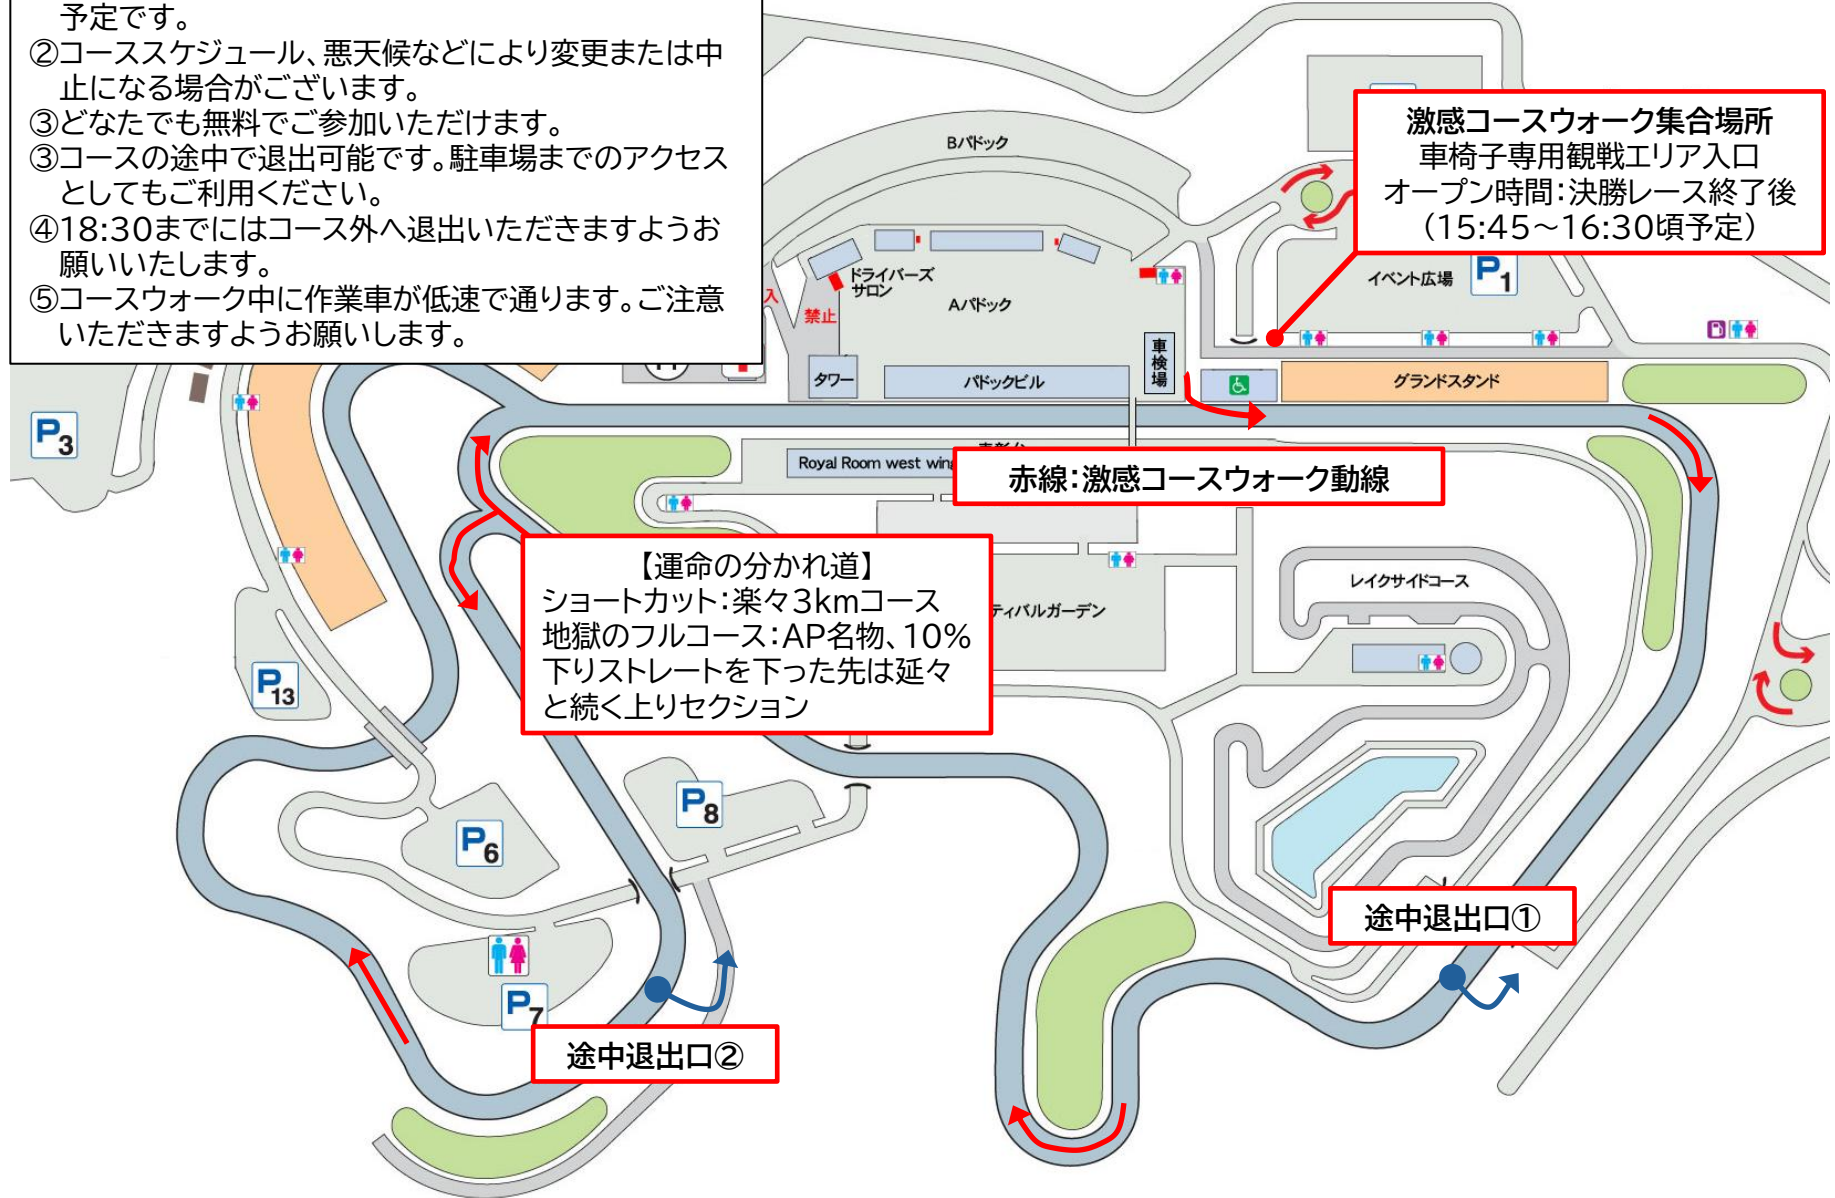 予定です。
②コーススケジュール、悪天候などにより変更または中
止になる場合がございます。
③どなたでも無料でご参加いただけます。
③コースの途中で退出可能です。駐車場までのアクセス
としてもご利用ください。
④18:30までにはコース外へ退出いただきますようお
願いいたします。
⑤コースウォーク中に作業車が低速で通ります。ご注意
いただきますようお願いします。
激感コースウォーク集合場所
車椅子専用観戦エリア入口
オープン時間：決勝レース終了後
（15:45～16:30頃予定）
Bパドック
ドライバーズ
サロン
Aパドック
入
禁止
イベント広場
P1
車検場
タワー
パドックビル
グランドスタンド
P3
Royal Room west wing
赤線：激感コースウォーク動線
【運命の分かれ道】
ショートカット：楽々3kmコース
地獄のフルコース：AP名物、10%
下りストレートを下った先は延々
と続く上りセクション
ティバルガーデン
レイクサイドコース
P13
P8
P6
P7
途中退出口①
途中退出口②